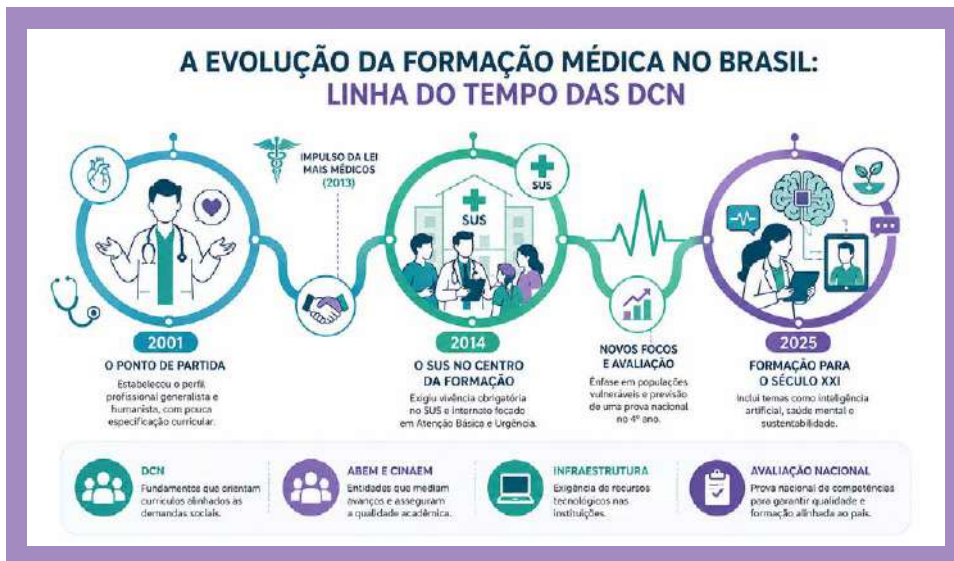 A EVOLUÇÃO DA FORMAÇÃO MÉDICA NO BRASIL:
LINHA DO TEMPO DAS DCN
IMPULSO DA LEI
MAIS MÉDICOS
(2013)
SUS
SUS
2001
O PONTO DE PARTIDA
Estabeleceu o perfil
profissional generalista e
humanista, com pouca
especificação curricular.
2014
O SUS NO CENTRO
DA FORMAÇÃO
Exigiu vivência obrigatória
no SUS e internato focado
em Atenção Básica e Urgência.
NOVOS FOCOS
E AVALIAÇÃO
Ênfase em populações
vulneráveis e previsão
de uma prova nacional
no 4º ano.
2025
FORMAÇÃO PARA
O SÉCULO XXI
Inclui temas como inteligência
artificial, saúde mental e
sustentabilidade.
DCN
Fundamentos que orientam
currículos alinhados às
demandas sociais.
ABEM E CINAEM
Entidades que mediam
avanços e asseguram
a qualidade acadêmica.
INFRAESTRUTURA
Exigência de recursos
tecnológicos nas
instituições.
AVALIAÇÃO NACIONAL
Prova nacional de competências
para garantir qualidade e
formação alinhada ao país.